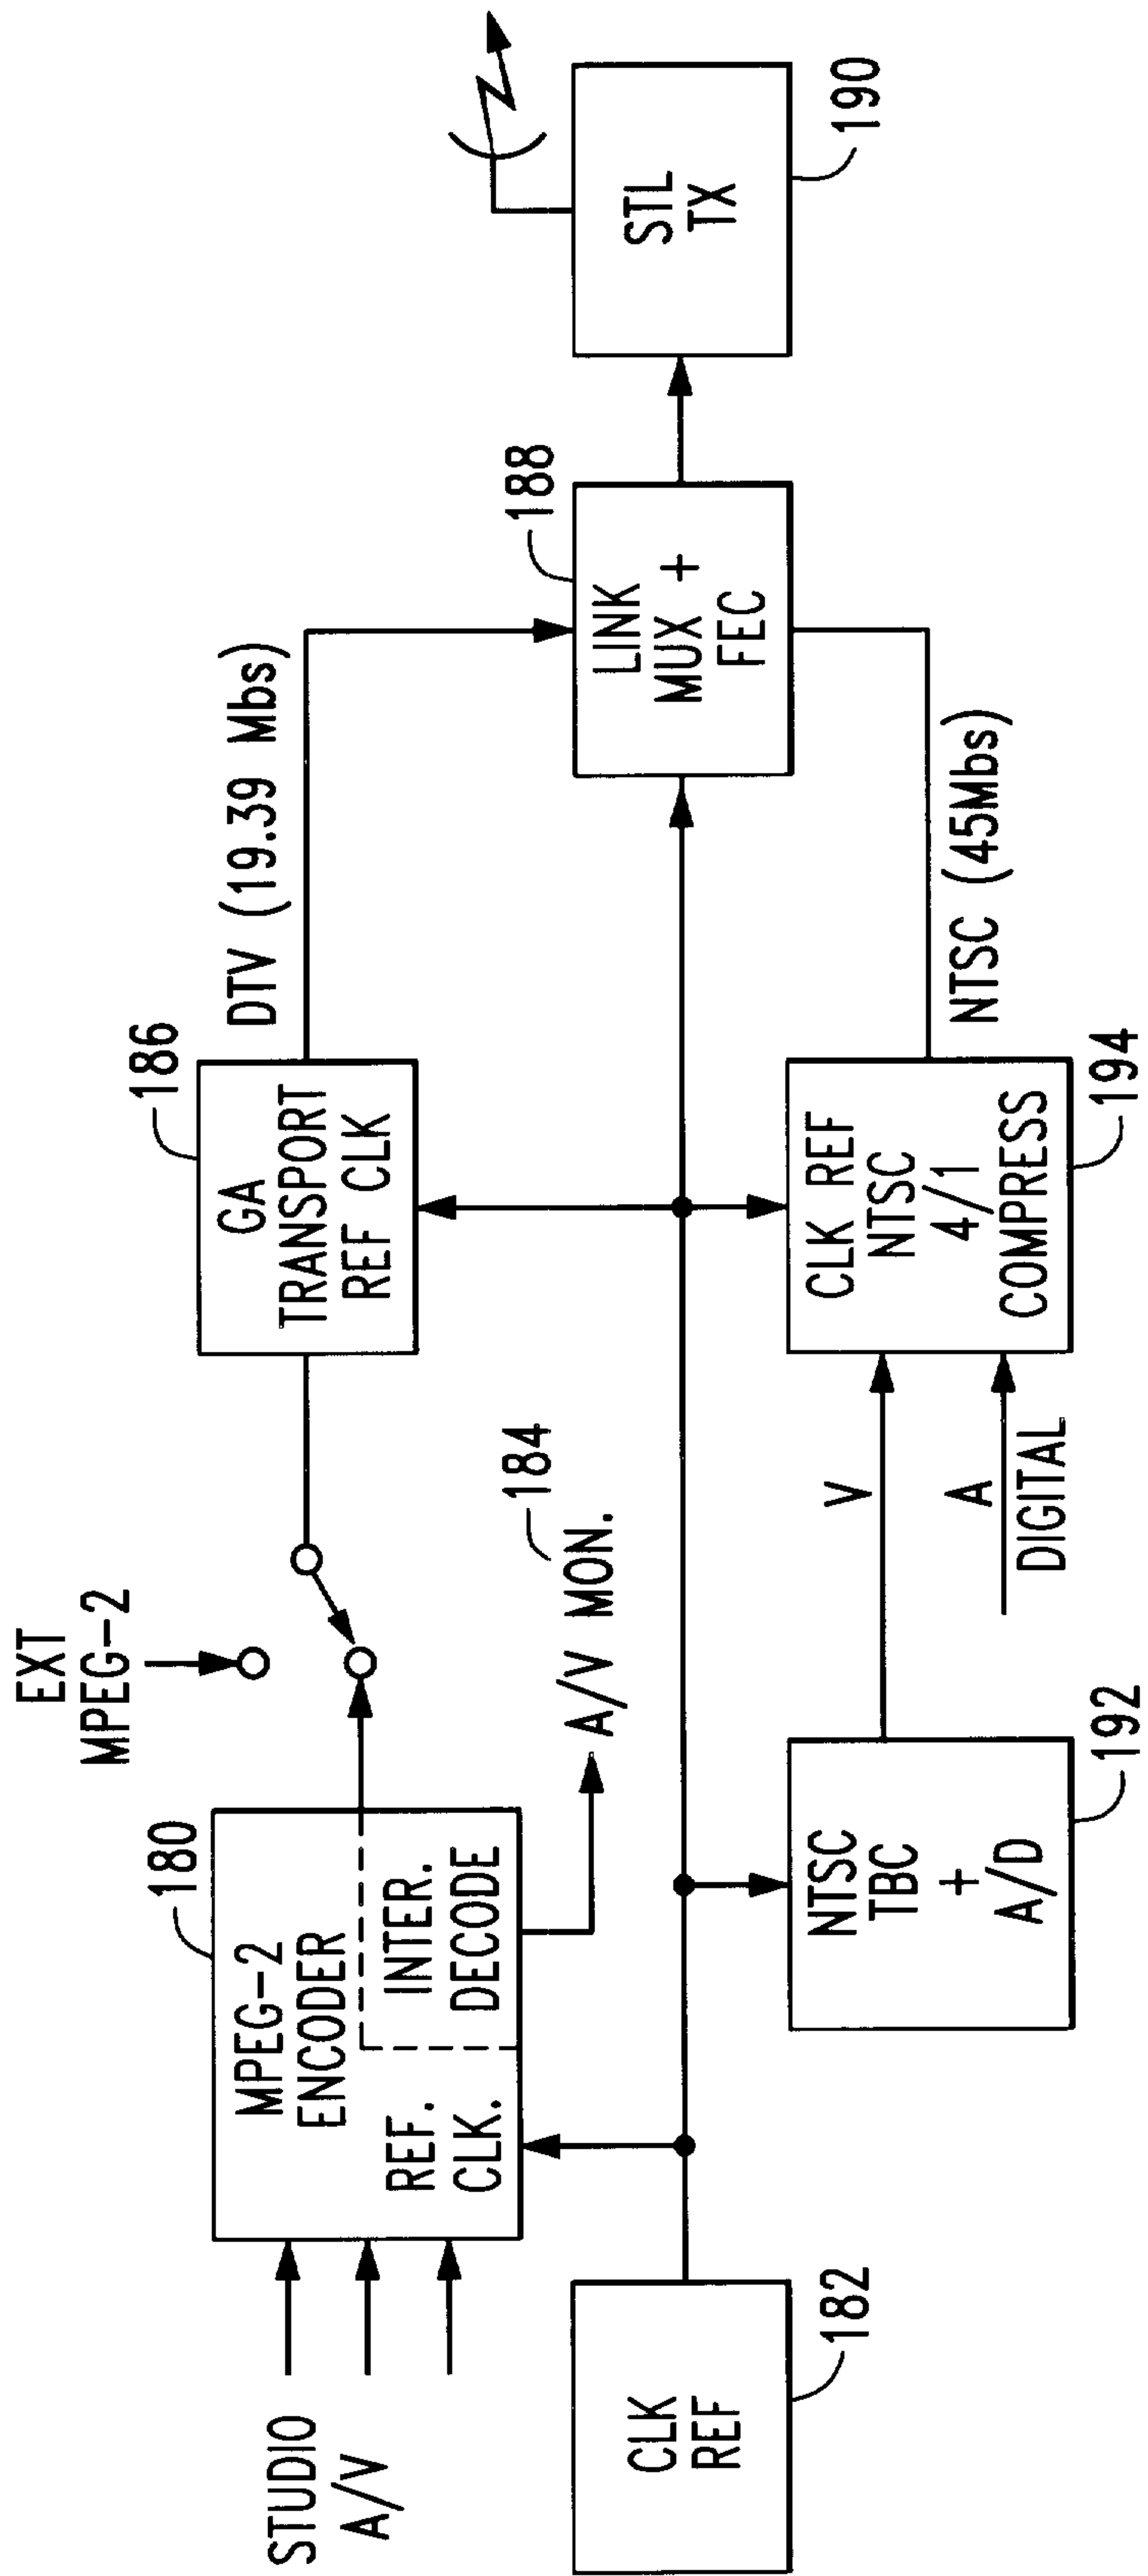 STUDIO
A/V
MPEG-2
ENCODER
REF.
CLK.
INTER.
DECODE
180
EXT
MPEG-2
A/V MON.
184
GA
TRANSPORT
REF CLK
186
DTV (19.39 Mbs)
CLK
REF
182
LINK
MUX +
FEC
188
STL
TX
190
NTSC
TBC
+
A/D
192
V
A
DIGITAL
CLK REF
NTSC
4/1
COMPRESS
194
NTSC (45Mbs)